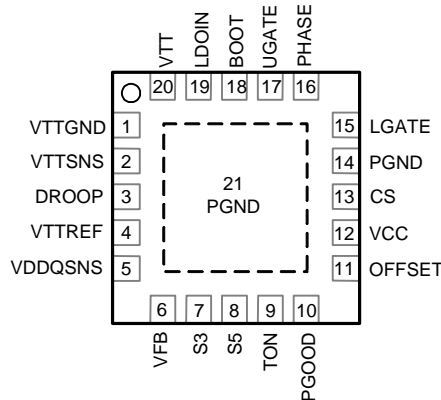 VTT
LDOIN
BOOT
UGATE
PHASE
20 19 18 17 16
VTTGND 1
VTTSNS 2
DROOP 3
VTTREF 4
VDDQSNS 5
21
PGND
15 LGATE
14 PGND
13 CS
12 VCC
11 OFFSET
6 7 8 9 10
VFB
S3
S5
TON
PGOOD